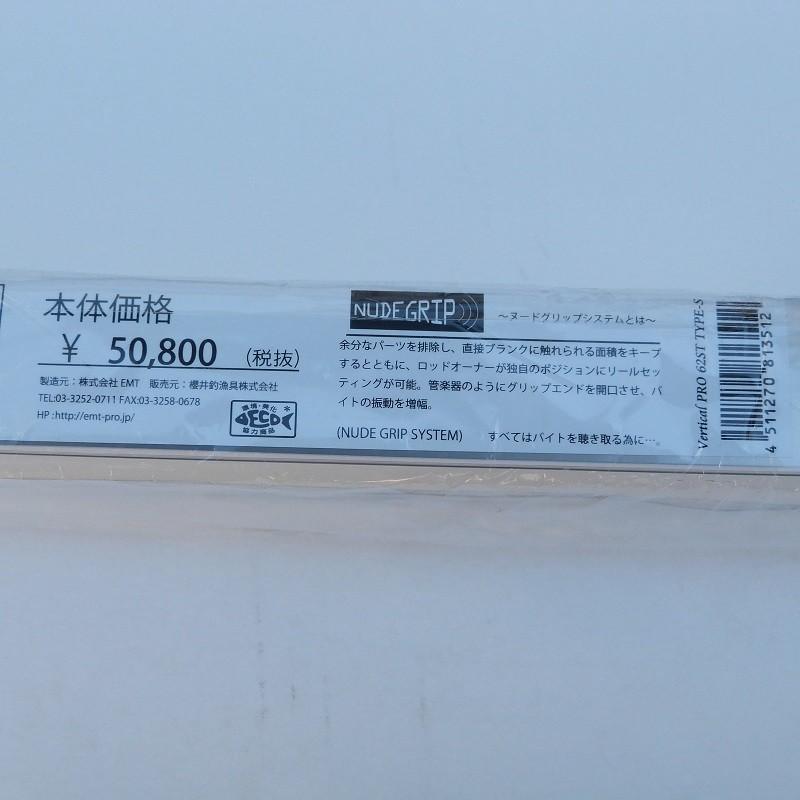 本体価格
¥ 50,800 (税抜)
製造元：株式会社 EMT 販売元：櫻井釣漁具株式会社
TEL:03-3252-0711 FAX:03-3258-0678
HP :http://emt-pro.jp/
環境・美化
ECO
協力商品
NUDE GRIP
～ヌードグリップシステムとは～
余分なパーツを排除し、直接ブランクに触れられる面積をキープ
するとともに、ロッドオーナーが独自のポジションにリールセッ
ティングが可能。管楽器のようにグリップエンドを開口させ、バ
イトの振動を増幅。
(NUDE GRIP SYSTEM) すべてはバイトを聴き取る為に…。
Vertical PRO 62ST TYPE-S
4 511270 813512